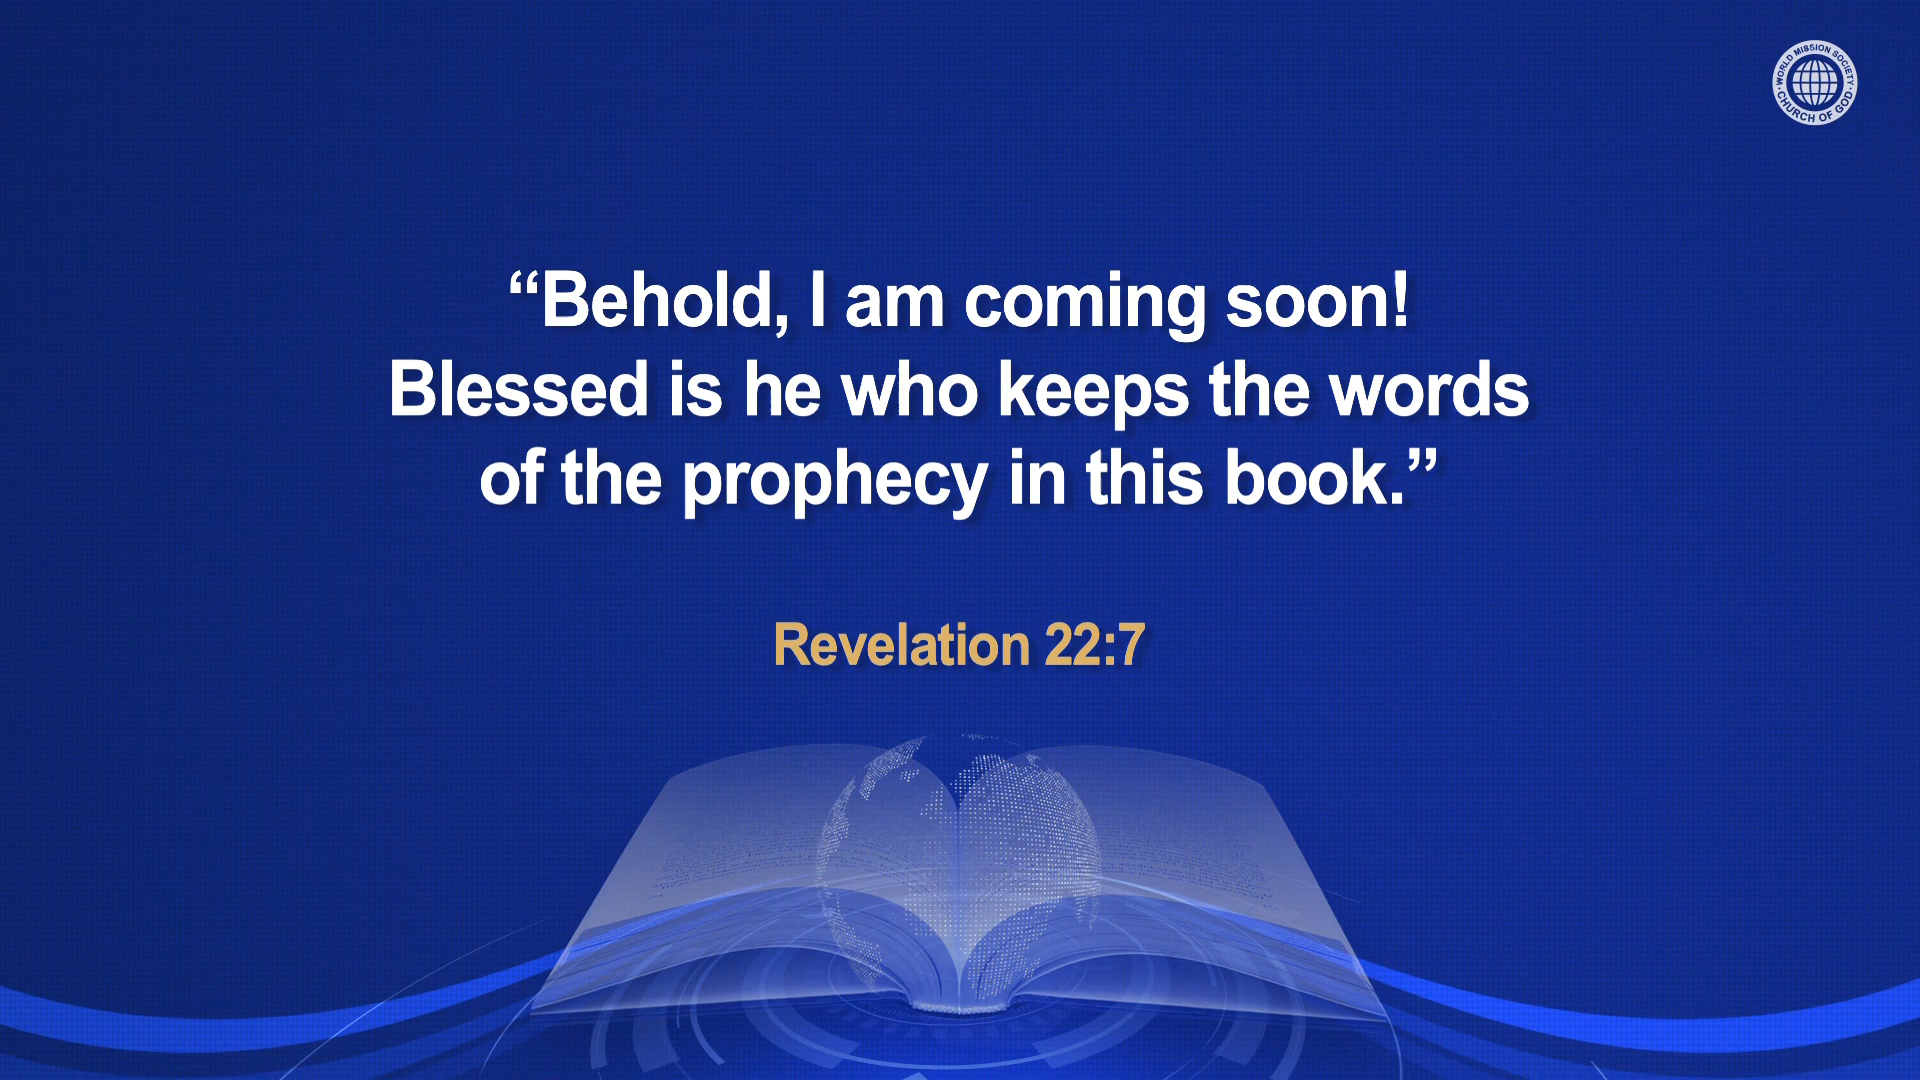 WORLD MISSION SOCIETY
CHURCH OF GOD
“Behold, I am coming soon!
Blessed is he who keeps the words
of the prophecy in this book.”
Revelation 22:7